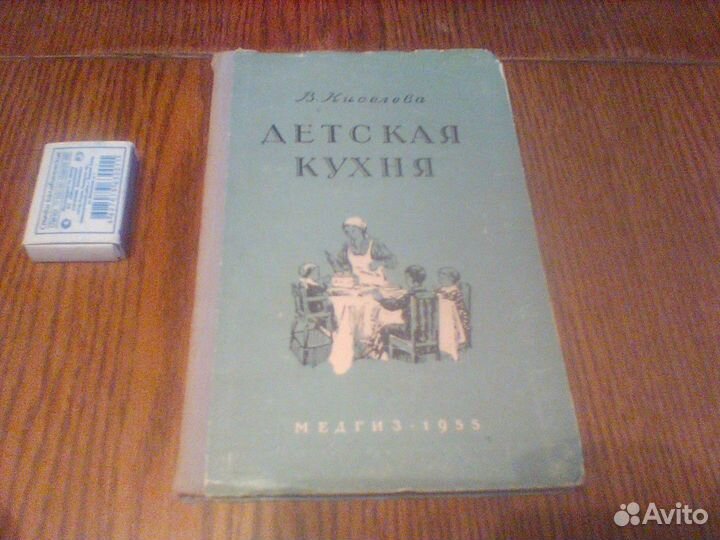 В. Киселева
ДЕТСКАЯ
КУХНЯ
МЕДГИЗ - 1955
Avito